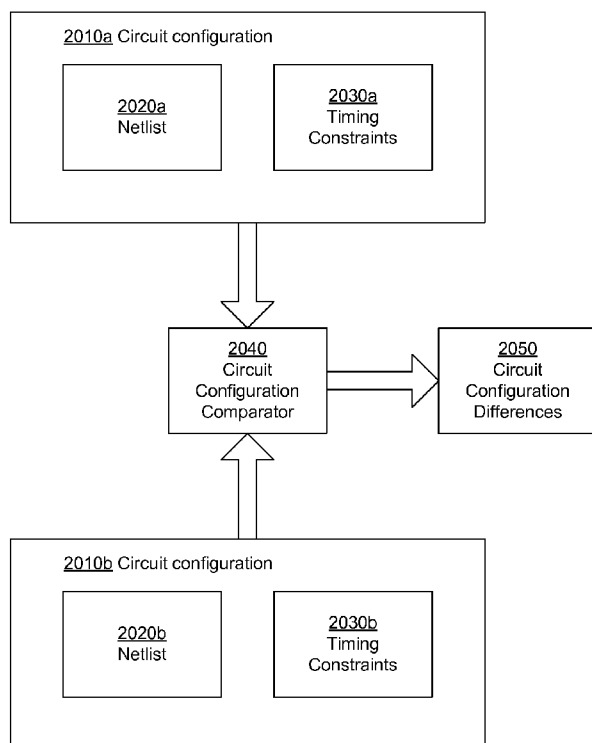 2010a Circuit configuration
2020a
Netlist
2030a
Timing
Constraints
2040
Circuit
Configuration
Comparator
2050
Circuit
Configuration
Differences
2010b Circuit configuration
2020b
Netlist
2030b
Timing
Constraints